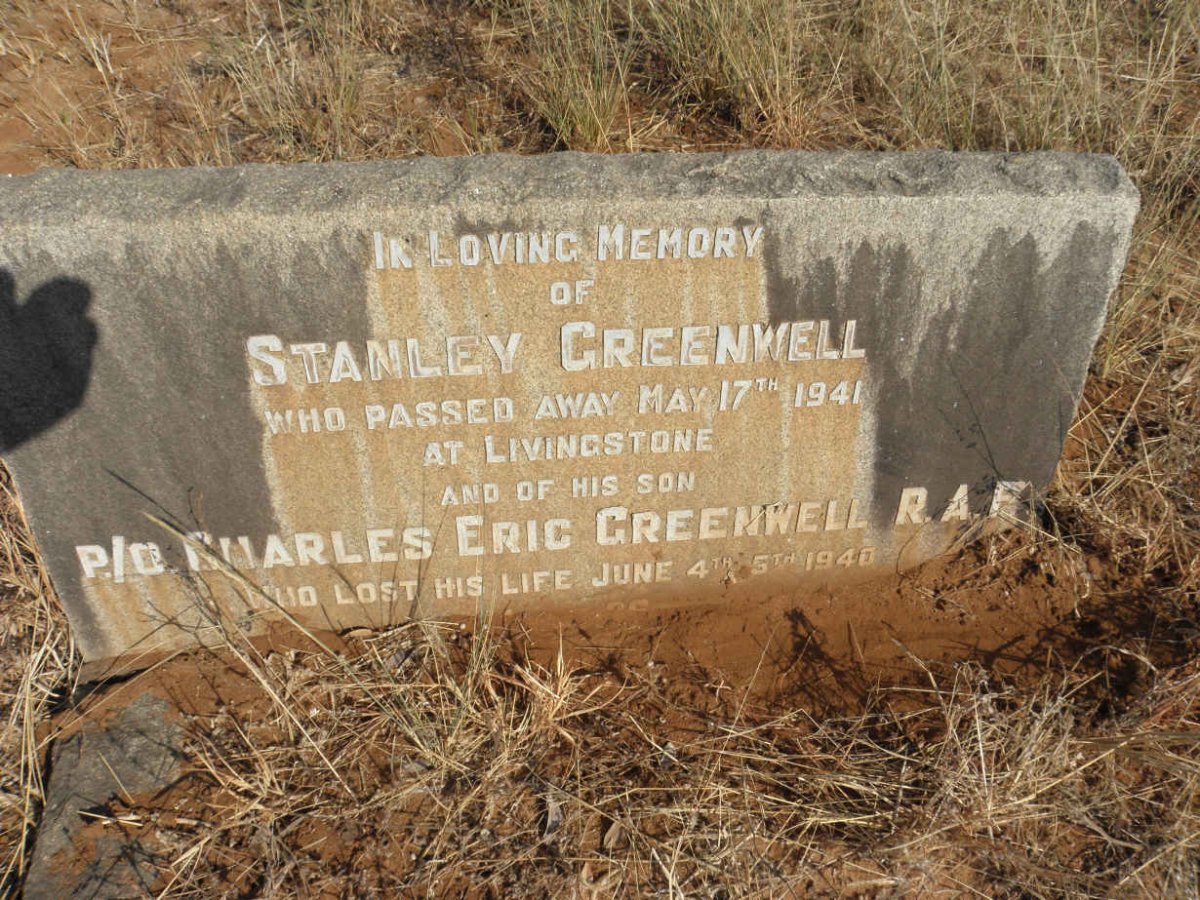 IN LOVING MEMORY
OF
STANLEY GREENWELL
WHO PASSED AWAY MAY 17TH 1941
AT LIVINGSTONE
AND OF HIS SON
P/O CHARLES ERIC GREENWELL R.A.F.
WHO LOST HIS LIFE JUNE 4TH 5TH 1940